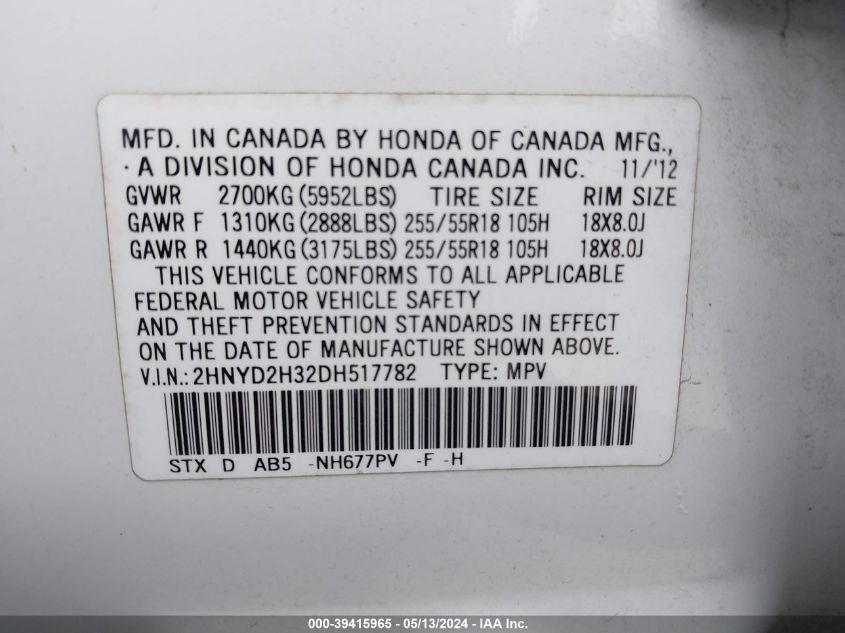 MFD. IN CANADA BY HONDA OF CANADA MFG.,
A DIVISION OF HONDA CANADA INC. 11/'12
GVWR 2700KG (5952LBS) TIRE SIZE RIM SIZE
GAWR F 1310KG (2888LBS) 255/55R18 105H 18X8.0J
GAWR R 1440KG (3175LBS) 255/55R18 105H 18X8.0J
THIS VEHICLE CONFORMS TO ALL APPLICABLE
FEDERAL MOTOR VEHICLE SAFETY
AND THEFT PREVENTION STANDARDS IN EFFECT
ON THE DATE OF MANUFACTURE SHOWN ABOVE.
V.I.N.: 2HNYD2H32DH517782 TYPE: MPV
STX D AB5 -NH677PV -F -H
000-39415965 - 05/13/2024 - IAA Inc.